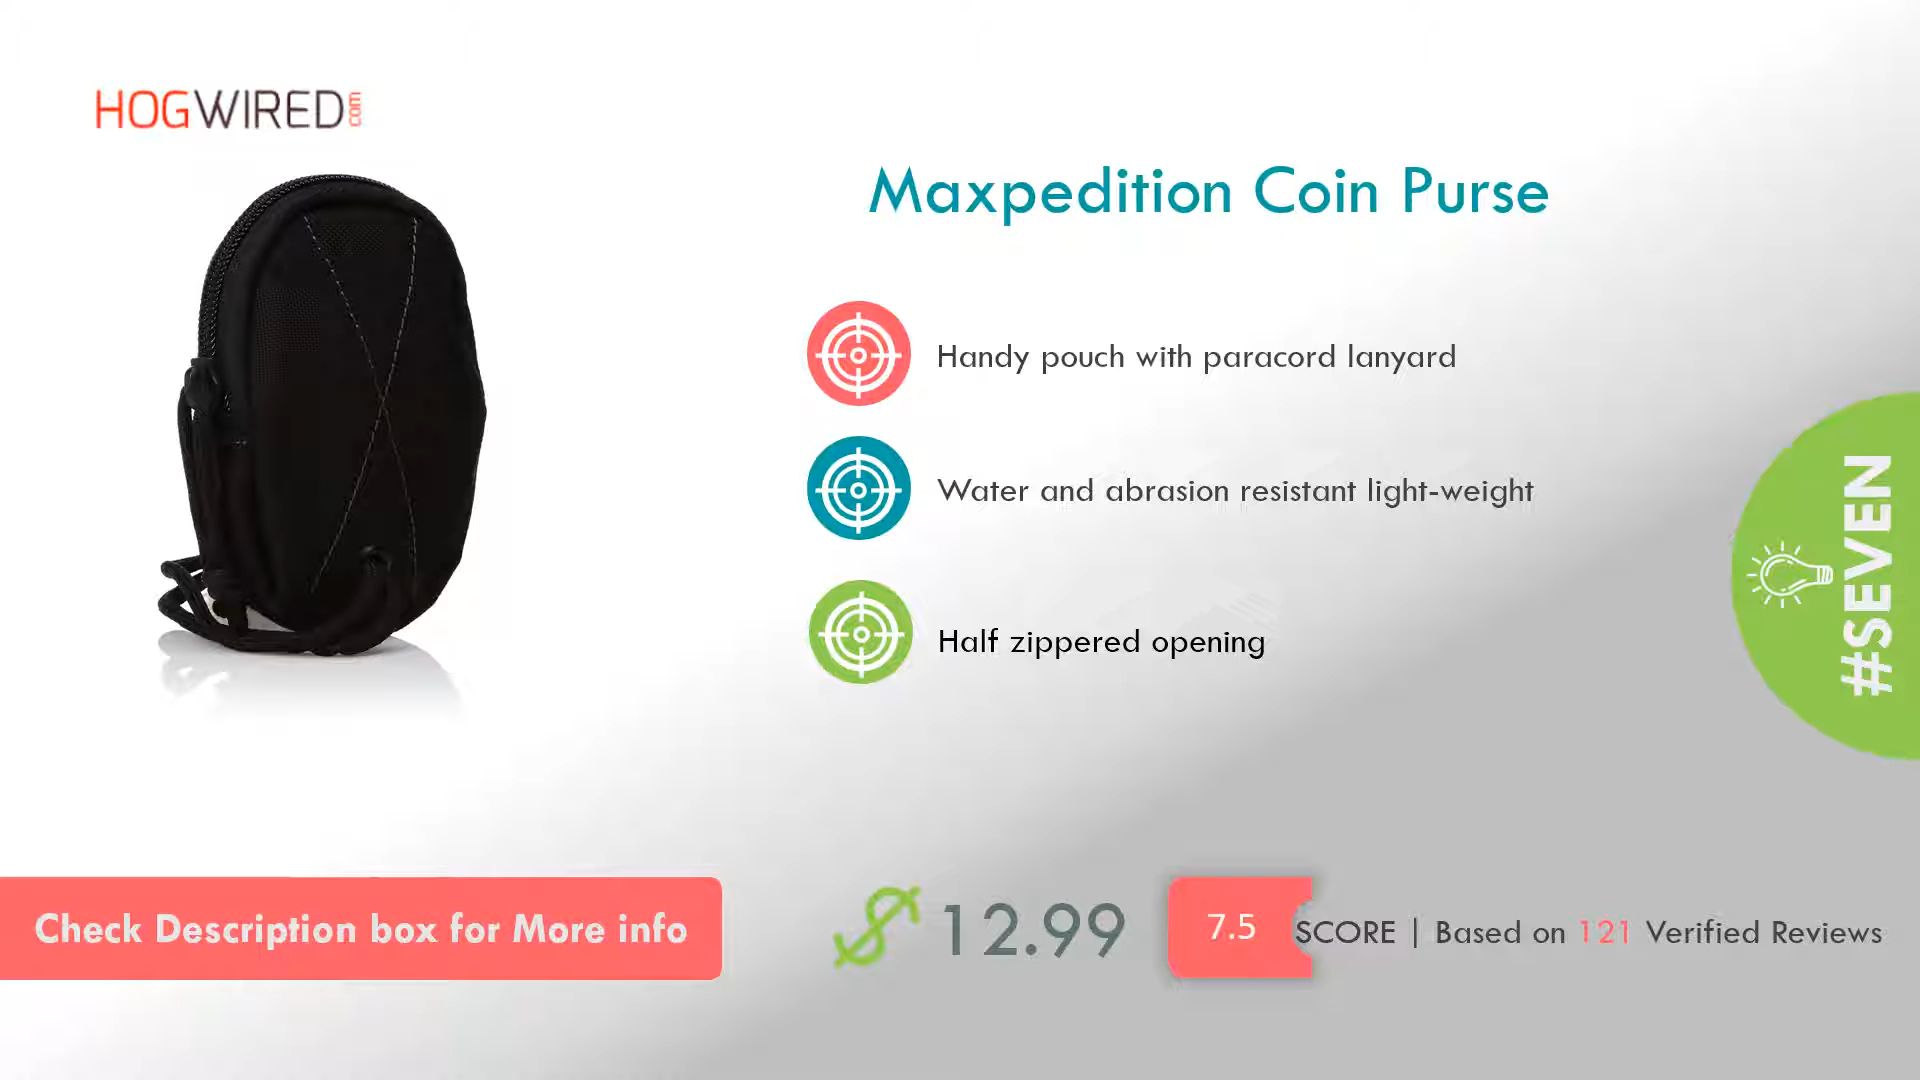 HOGWIRED.com
Maxpedition Coin Purse
Handy pouch with paracord lanyard
Water and abrasion resistant light-weight
Half zippered opening
#SEVEN
Check Description box for More info
$ 12.99
7.5 SCORE | Based on 121 Verified Reviews